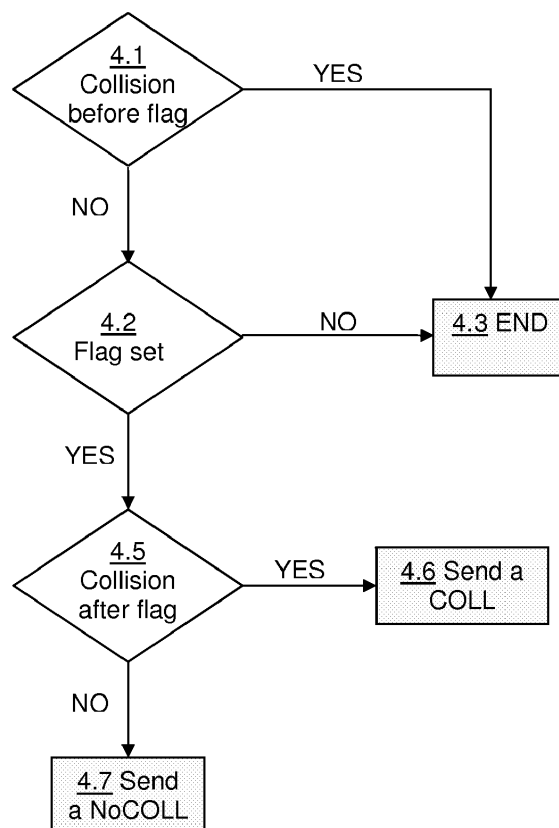 4.1
Collision
before flag
YES
NO
4.2
Flag set
NO
4.3 END
YES
4.5
Collision
after flag
YES
4.6 Send a
COLL
NO
4.7 Send
a NoCOLL